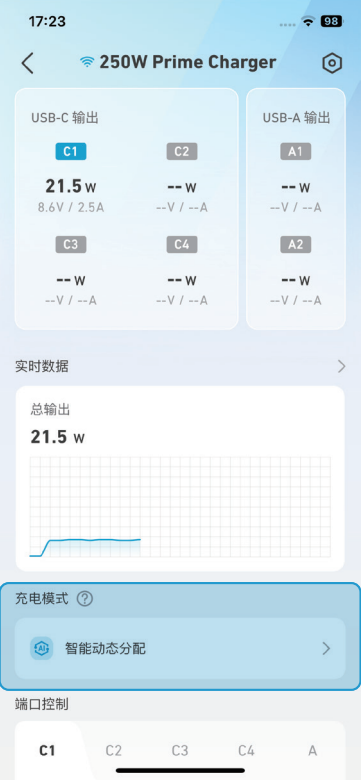 17:23
98
250W Prime Charger
USB-C 输出
USB-A 输出
C1
C2
A1
21.5 W
-- W
-- W
8.6V / 2.5A
--V / --A
--V / --A
C3
C4
A2
-- W
-- W
-- W
--V / --A
--V / --A
--V / --A
实时数据
总输出
21.5 W
充电模式
AI
智能动态分配
端口控制
C1 C2 C3 C4 A